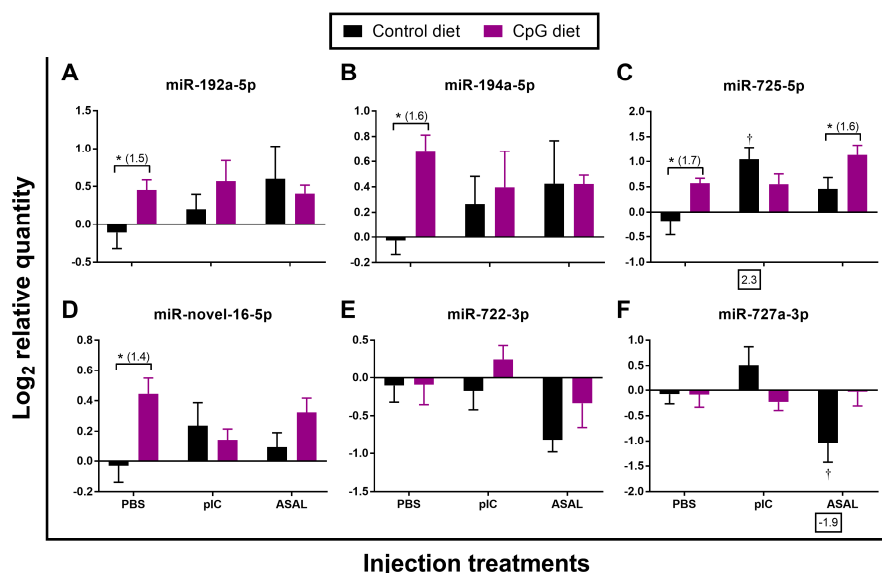 Control diet CpG diet
A
miR-192a-5p
1.5
1.0
0.5
0.0
-0.5
* (1.5)
B
miR-194a-5p
1.0
0.8
0.6
0.4
0.2
0.0
-0.2
* (1.6)
C
miR-725-5p
2.0
1.5
1.0
0.5
0.0
-0.5
-1.0
* (1.7)
†
* (1.6)
2.3
D
miR-novel-16-5p
0.8
0.6
0.4
0.2
0.0
-0.2
* (1.4)
PBS pIC ASAL
E
miR-722-3p
0.5
0.0
-0.5
-1.0
-1.5
PBS pIC ASAL
F
miR-727a-3p
1.0
0.5
0.0
-0.5
-1.0
-1.5
-2.0
†
PBS pIC ASAL
-1.9
Log2 relative quantity
Injection treatments